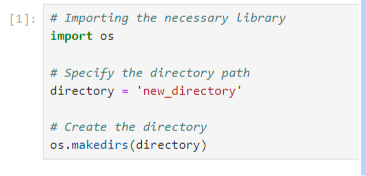 [1]: # Importing the necessary library
import os
# Specify the directory path
directory = 'new_directory'
# Create the directory
os.makedirs(directory)